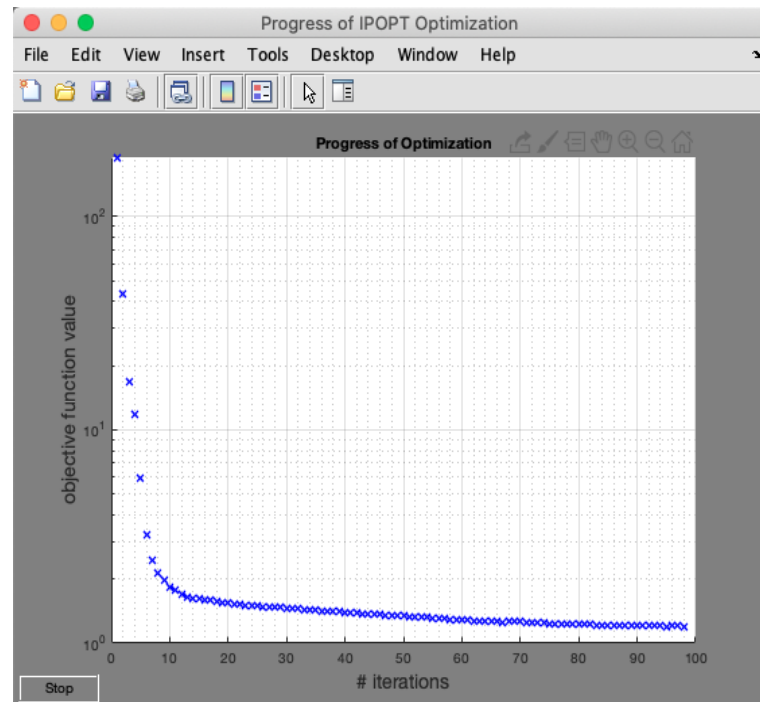 Progress of IPOPT Optimization
File Edit View Insert Tools Desktop Window Help
Progress of Optimization
objective function value
10^2
10^1
10^0
0 10 20 30 40 50 60 70 80 90 100
# iterations
Stop